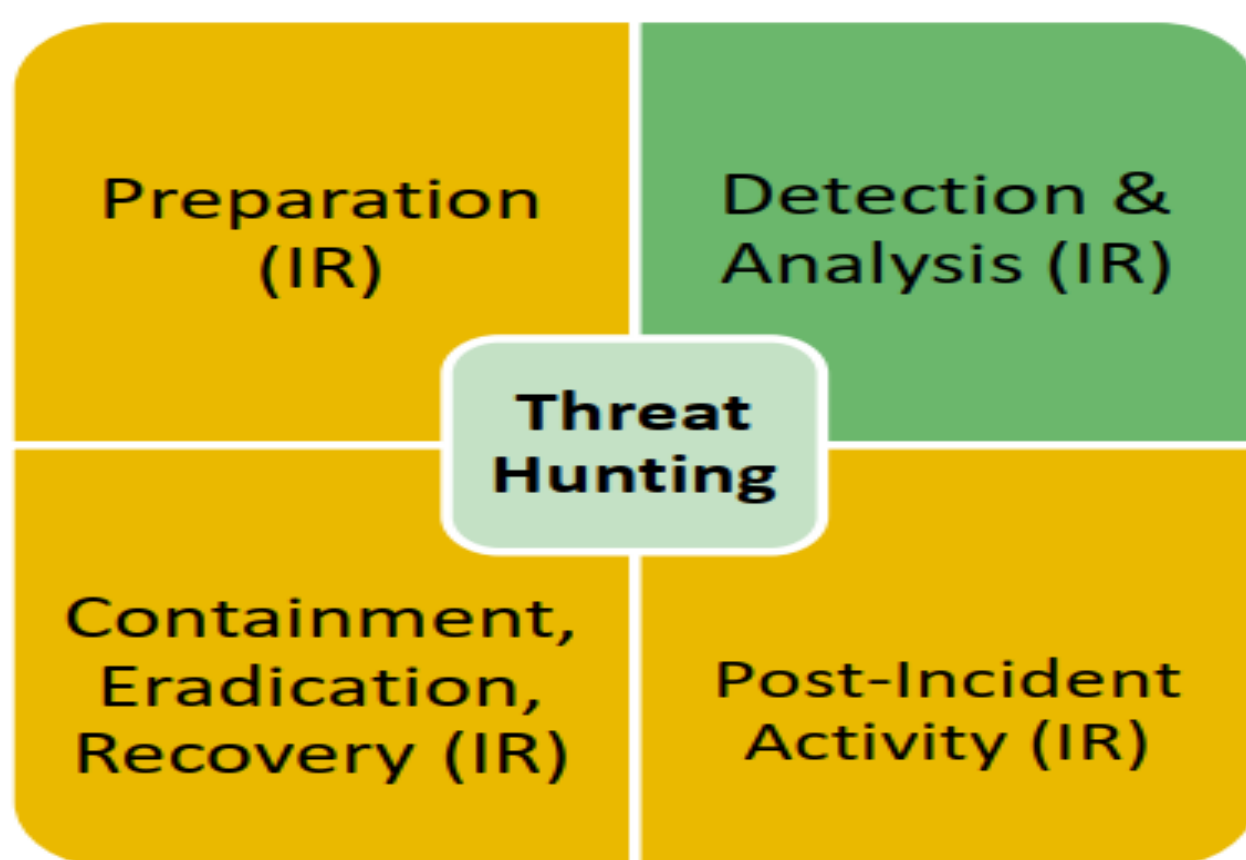 Preparation
(IR)
Detection &
Analysis (IR)
Threat
Hunting
Containment,
Eradication,
Recovery (IR)
Post-Incident
Activity (IR)